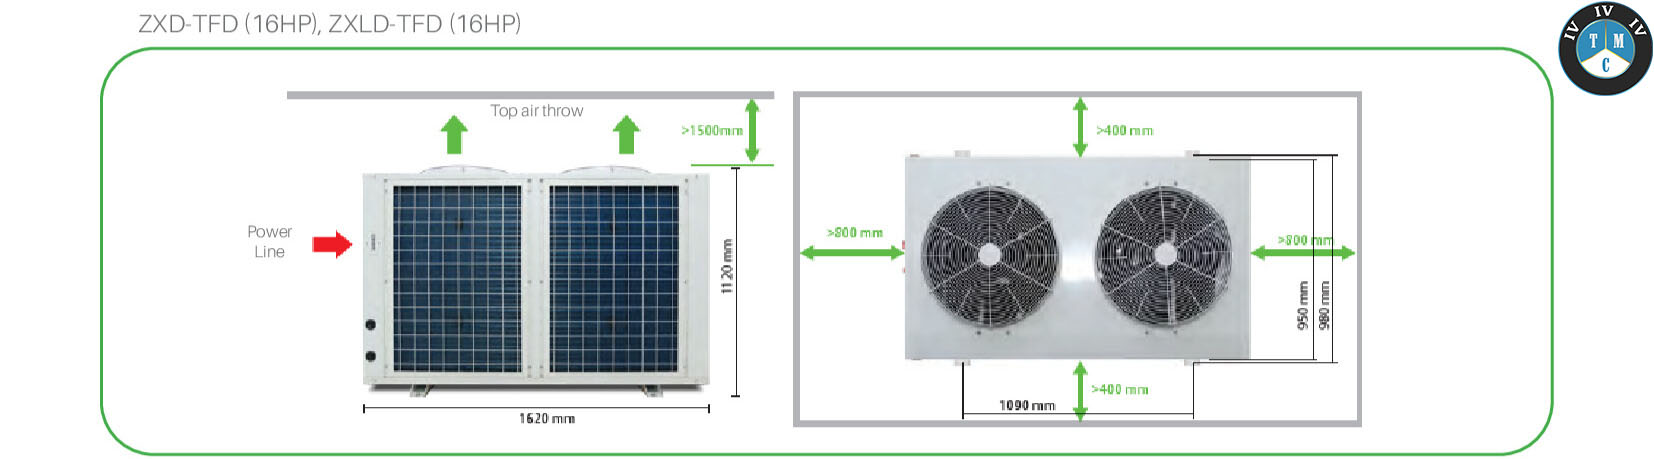 ZXD-TFD (16HP), ZXLD-TFD (16HP)
IV IV IV
T M
C
Top air throw
>1500mm
Power
Line
1120 mm
1620 mm
>400 mm
>800 mm
>800 mm
950 mm
980 mm
>400 mm
1090 mm